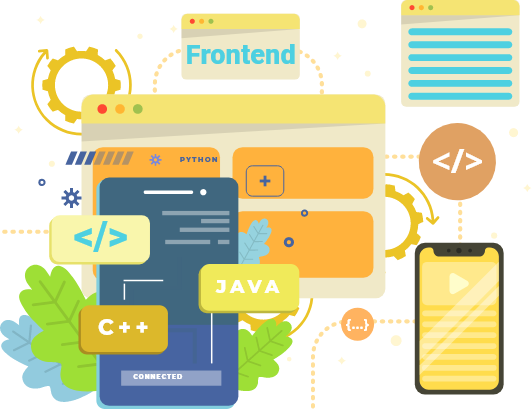 Frontend
PYTHON
</>
</>
JAVA
C++
{...}
CONNECTED